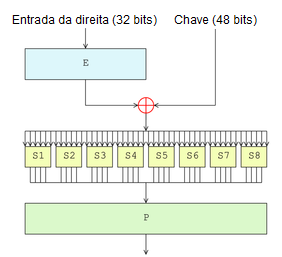 Entrada da direita (32 bits) Chave (48 bits)
E
S1 S2 S3 S4 S5 S6 S7 S8
P